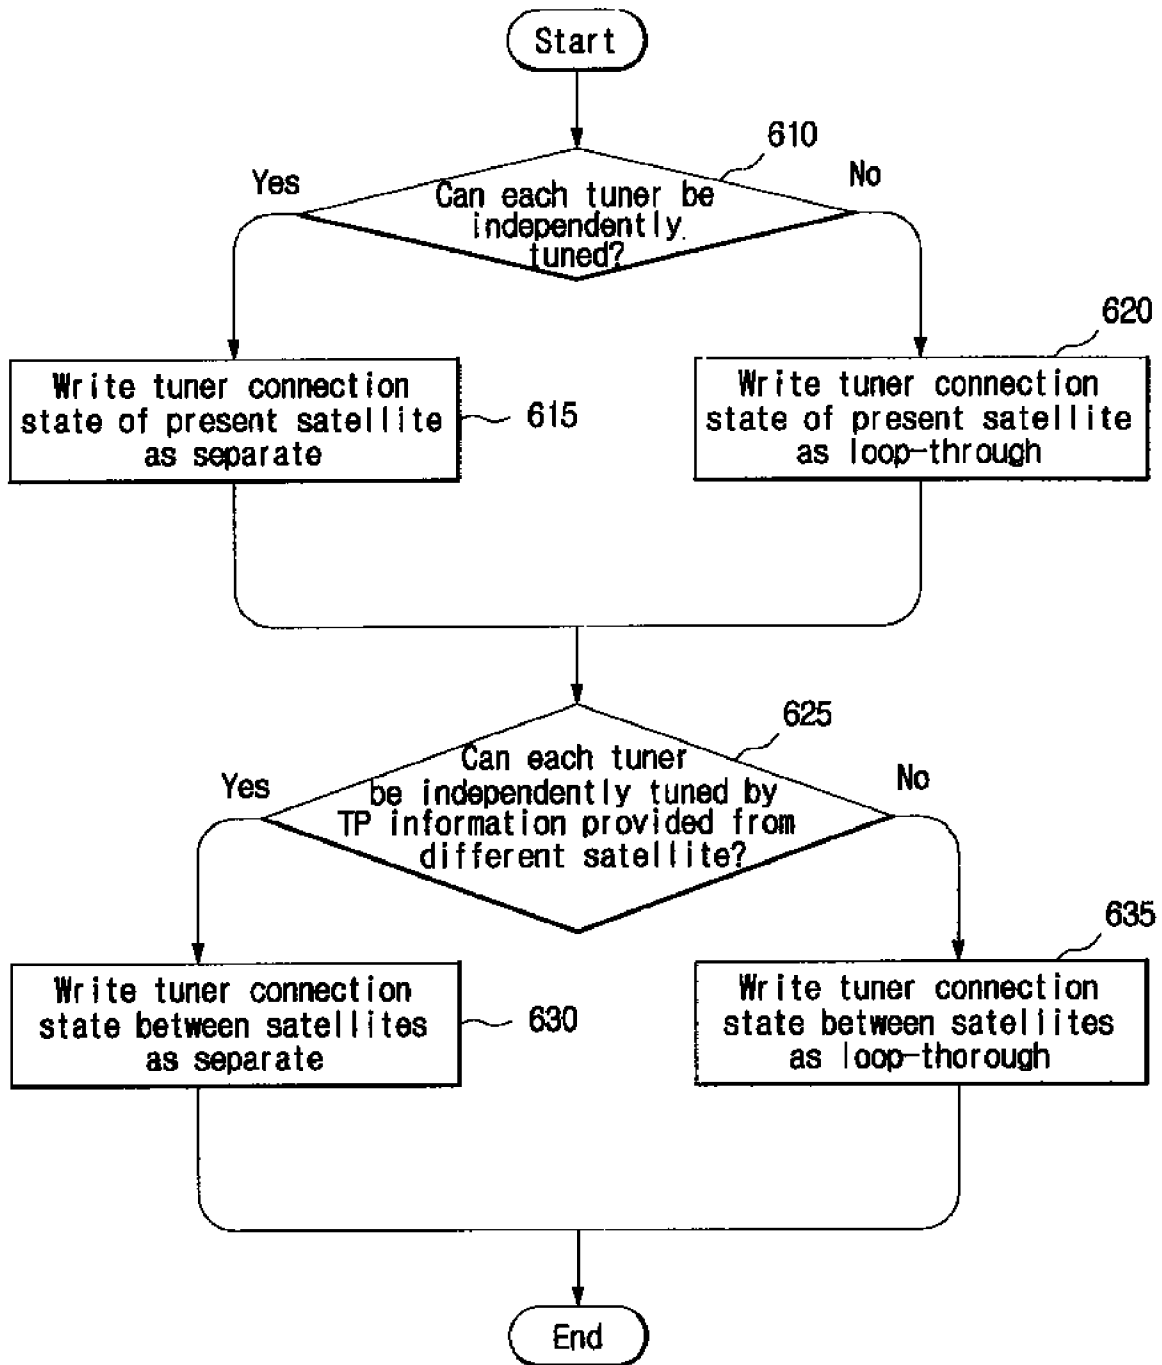 Start
610
Yes
No
Can each tuner be
independently
tuned?
620
Write tuner connection
state of present satellite
as separate
615
Write tuner connection
state of present satellite
as loop-through
625
Yes
No
Can each tuner
be independently tuned by
TP information provided from
different satellite?
635
Write tuner connection
state between satellites
as separate
630
Write tuner connection
state between satellites
as loop-thorough
End